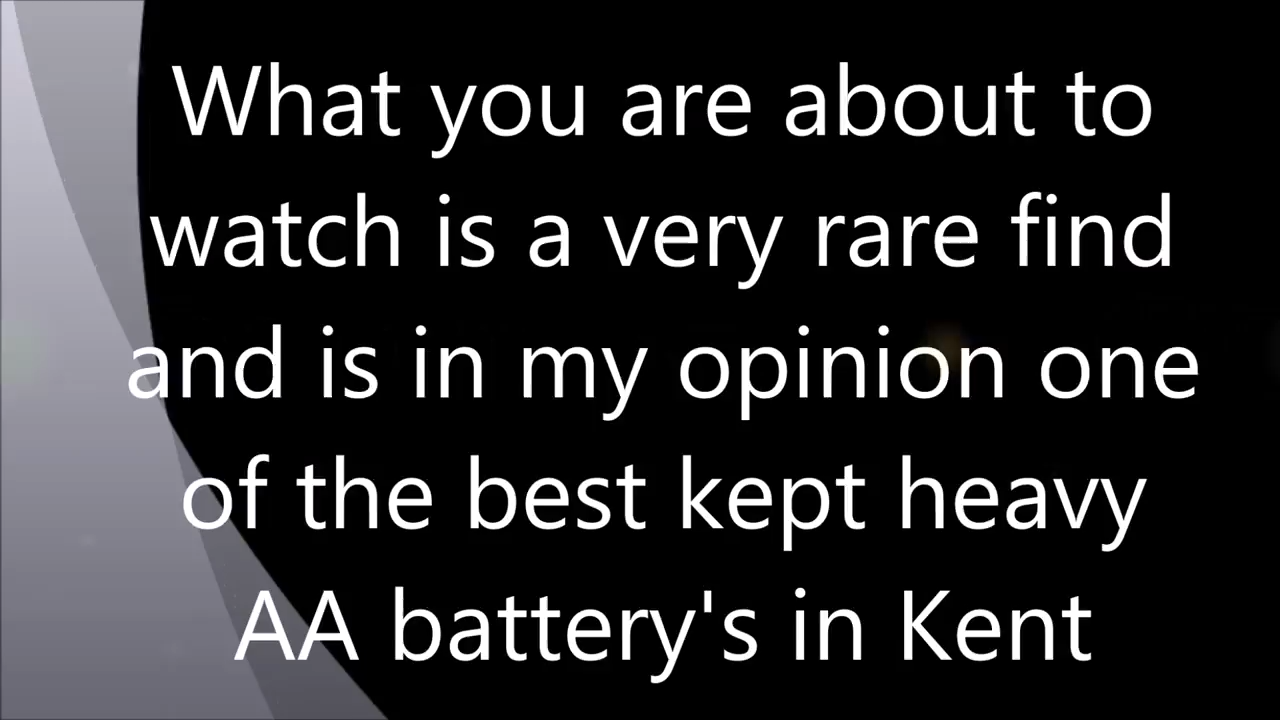 What you are about to
watch is a very rare find
and is in my opinion one
of the best kept heavy
AA battery's in Kent